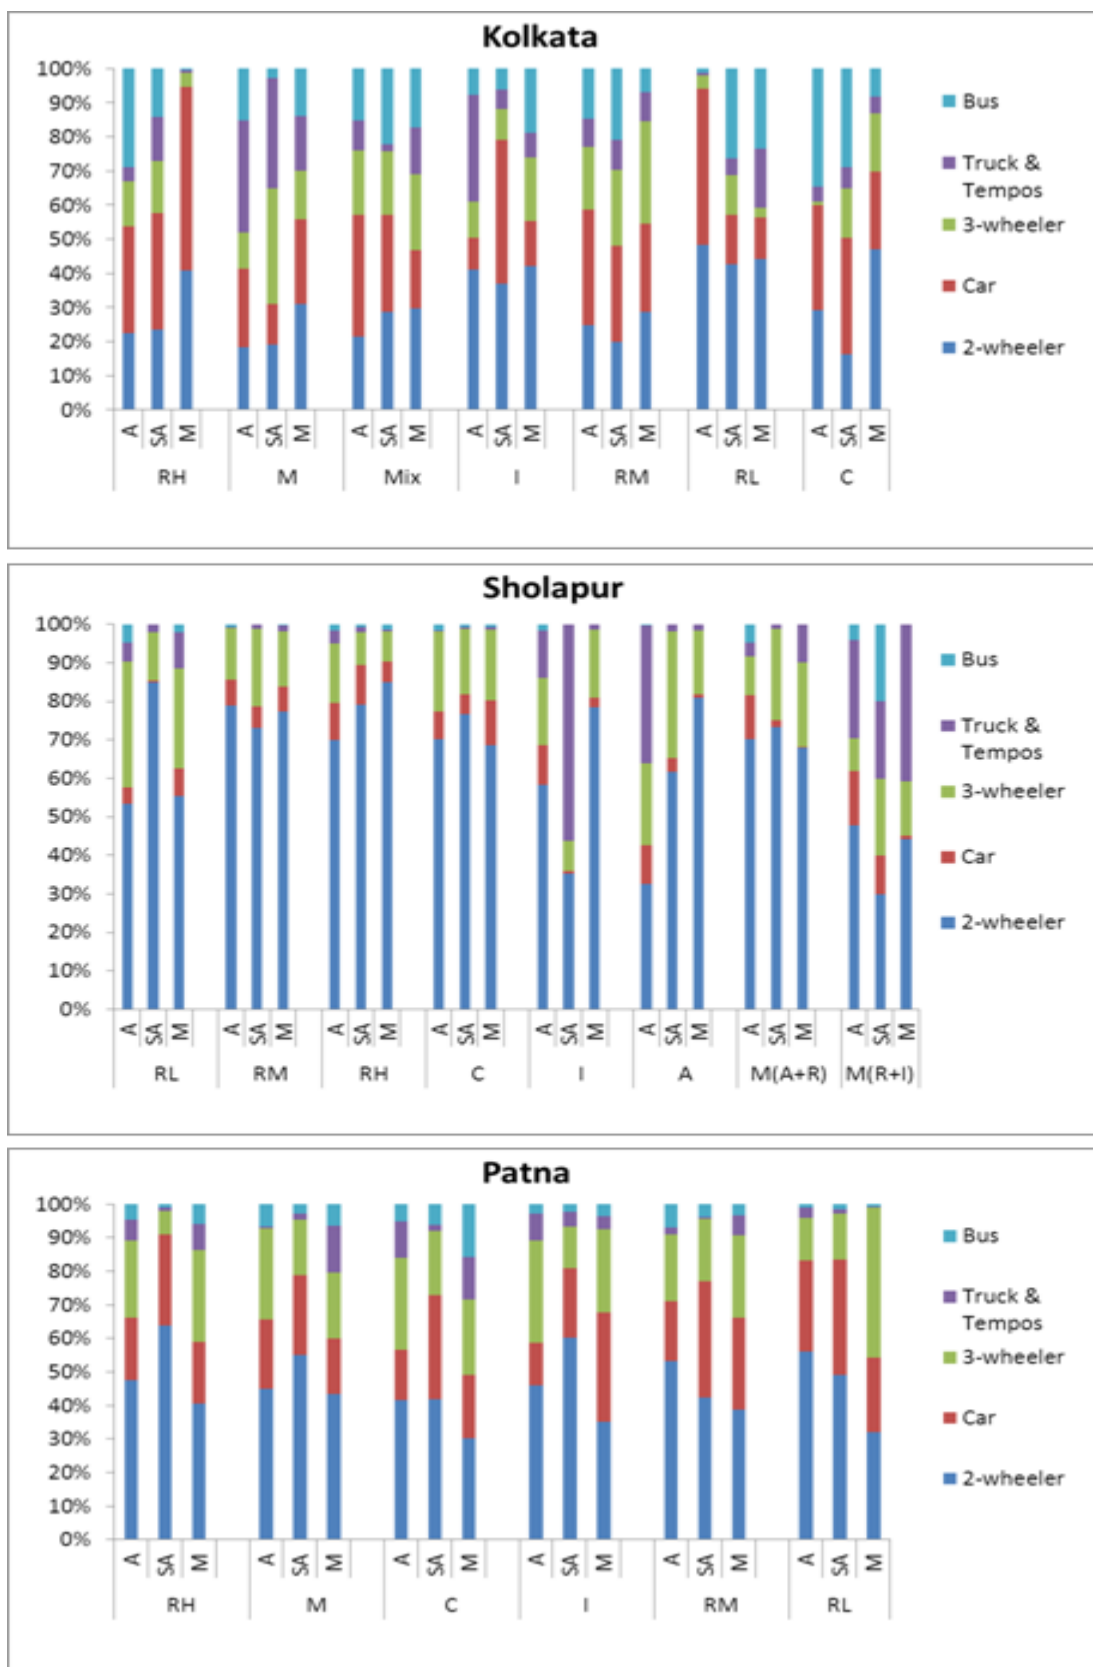 Kolkata
100%
90%
80%
70%
60%
50%
40%
30%
20%
10%
0%
A SA M A SA M A SA M A SA M A SA M A SA M A SA M
RH M Mix I RM RL C
Bus
Truck &
Tempos
3-wheeler
Car
2-wheeler
Sholapur
100%
90%
80%
70%
60%
50%
40%
30%
20%
10%
0%
A SA M A SA M A SA M A SA M A SA M A SA M A SA M A SA M
RL RM RH C I A M(A+R) M(R+I)
Bus
Truck &
Tempos
3-wheeler
Car
2-wheeler
Patna
100%
90%
80%
70%
60%
50%
40%
30%
20%
10%
0%
A SA M A SA M A SA M A SA M A SA M A SA M
RH M C I RM RL
Bus
Truck &
Tempos
3-wheeler
Car
2-wheeler